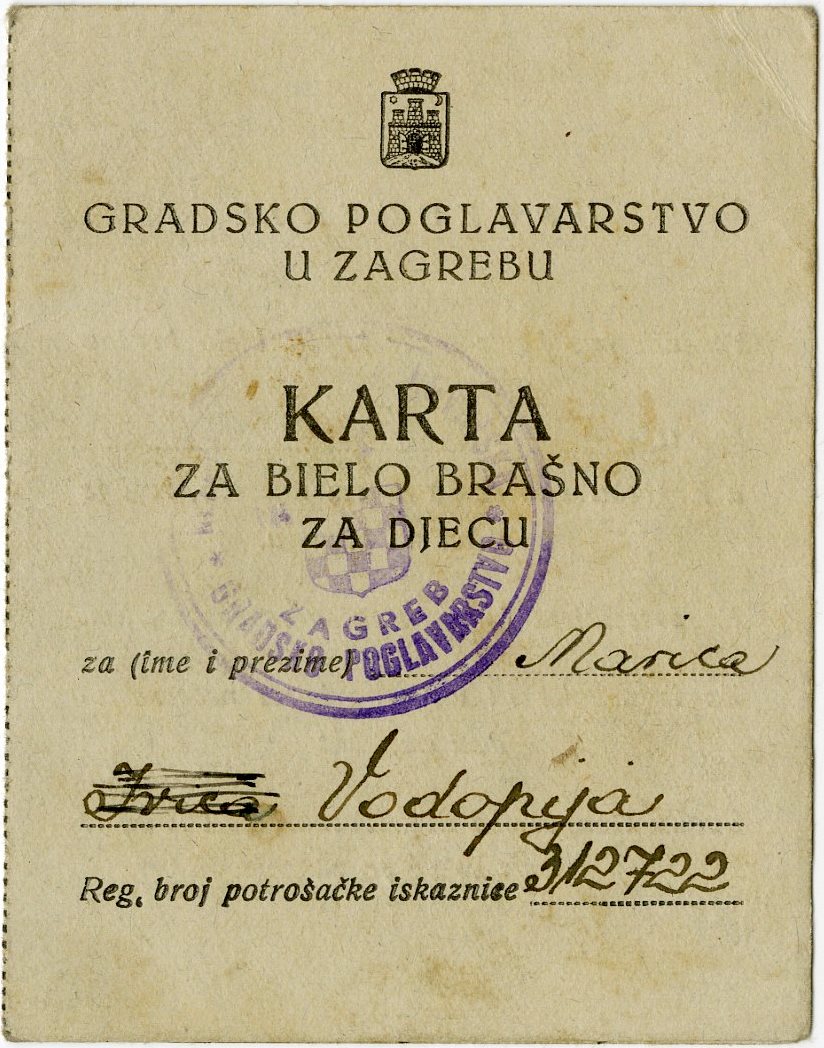 GRADSKO POGLAVARSTVO
U ZAGREBU
KARTA
ZA BIELO BRAŠNO
ZA DJECU
ZAGREB
* GRADSKO POGLAVARSTVO *
za (ime i prezime) Marica
Ivica Vodopija
Reg. broj potrošačke iskaznice 312722